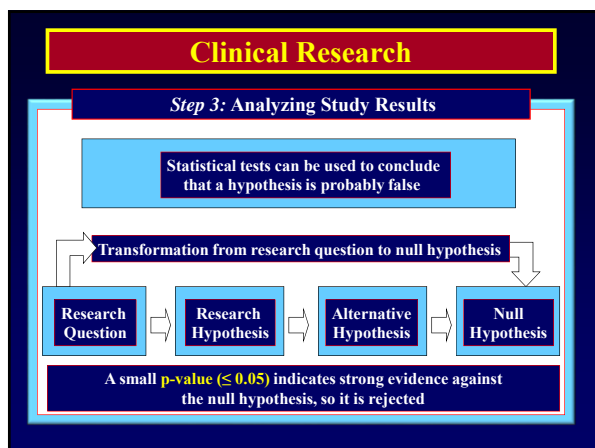 Clinical Research
Step 3: Analyzing Study Results
Statistical tests can be used to conclude
that a hypothesis is probably false
Transformation from research question to null hypothesis
Research
Question
Research
Hypothesis
Alternative
Hypothesis
Null
Hypothesis
A small p-value (≤ 0.05) indicates strong evidence against
the null hypothesis, so it is rejected